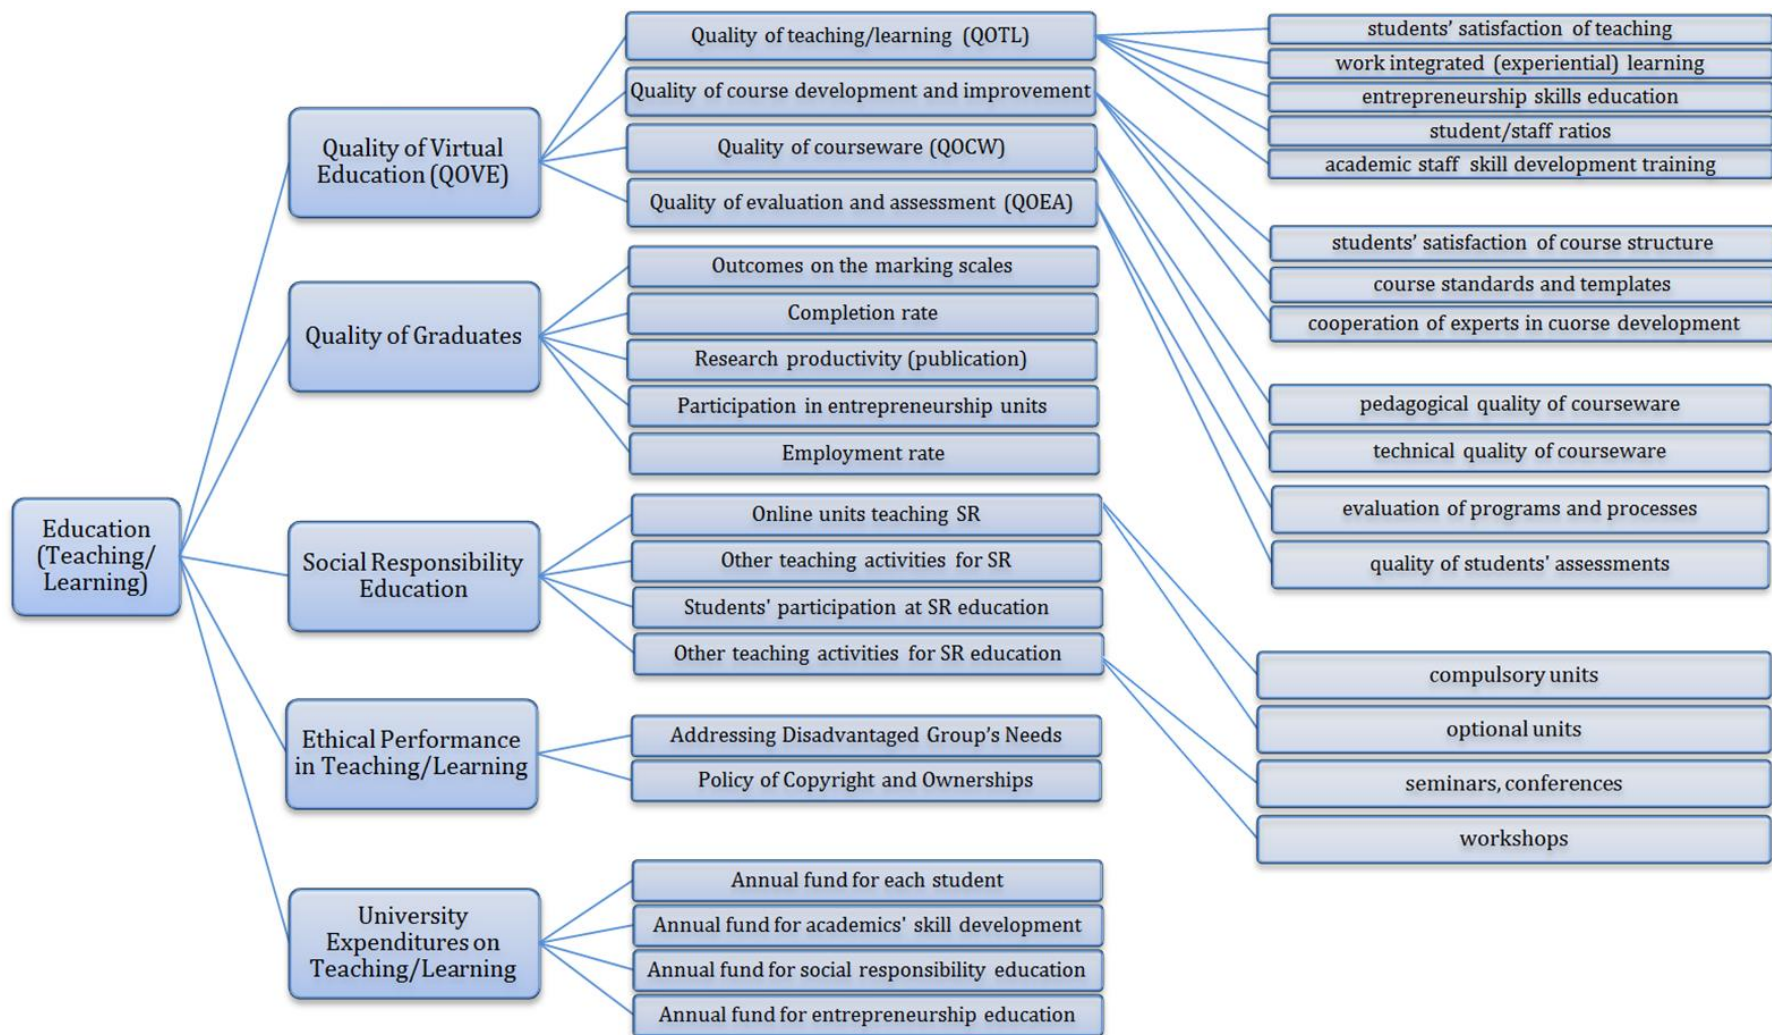 Education
(Teaching/
Learning)
Quality of Virtual
Education (QOVE)
Quality of Graduates
Social Responsibility
Education
Ethical Performance
in Teaching/Learning
University
Expenditures on
Teaching/Learning
Quality of teaching/learning (QOTL)
Quality of course development and improvement
Quality of courseware (QOCW)
Quality of evaluation and assessment (QOEA)
Outcomes on the marking scales
Completion rate
Research productivity (publication)
Participation in entrepreneurship units
Employment rate
Online units teaching SR
Other teaching activities for SR
Students' participation at SR education
Other teaching activities for SR education
Addressing Disadvantaged Group's Needs
Policy of Copyright and Ownerships
Annual fund for each student
Annual fund for academics' skill development
Annual fund for social responsibility education
Annual fund for entrepreneurship education
students' satisfaction of teaching
work integrated (experiential) learning
entrepreneurship skills education
student/staff ratios
academic staff skill development training
students' satisfaction of course structure
course standards and templates
cooperation of experts in cuorse development
pedagogical quality of courseware
technical quality of courseware
evaluation of programs and processes
quality of students' assessments
compulsory units
optional units
seminars, conferences
workshops